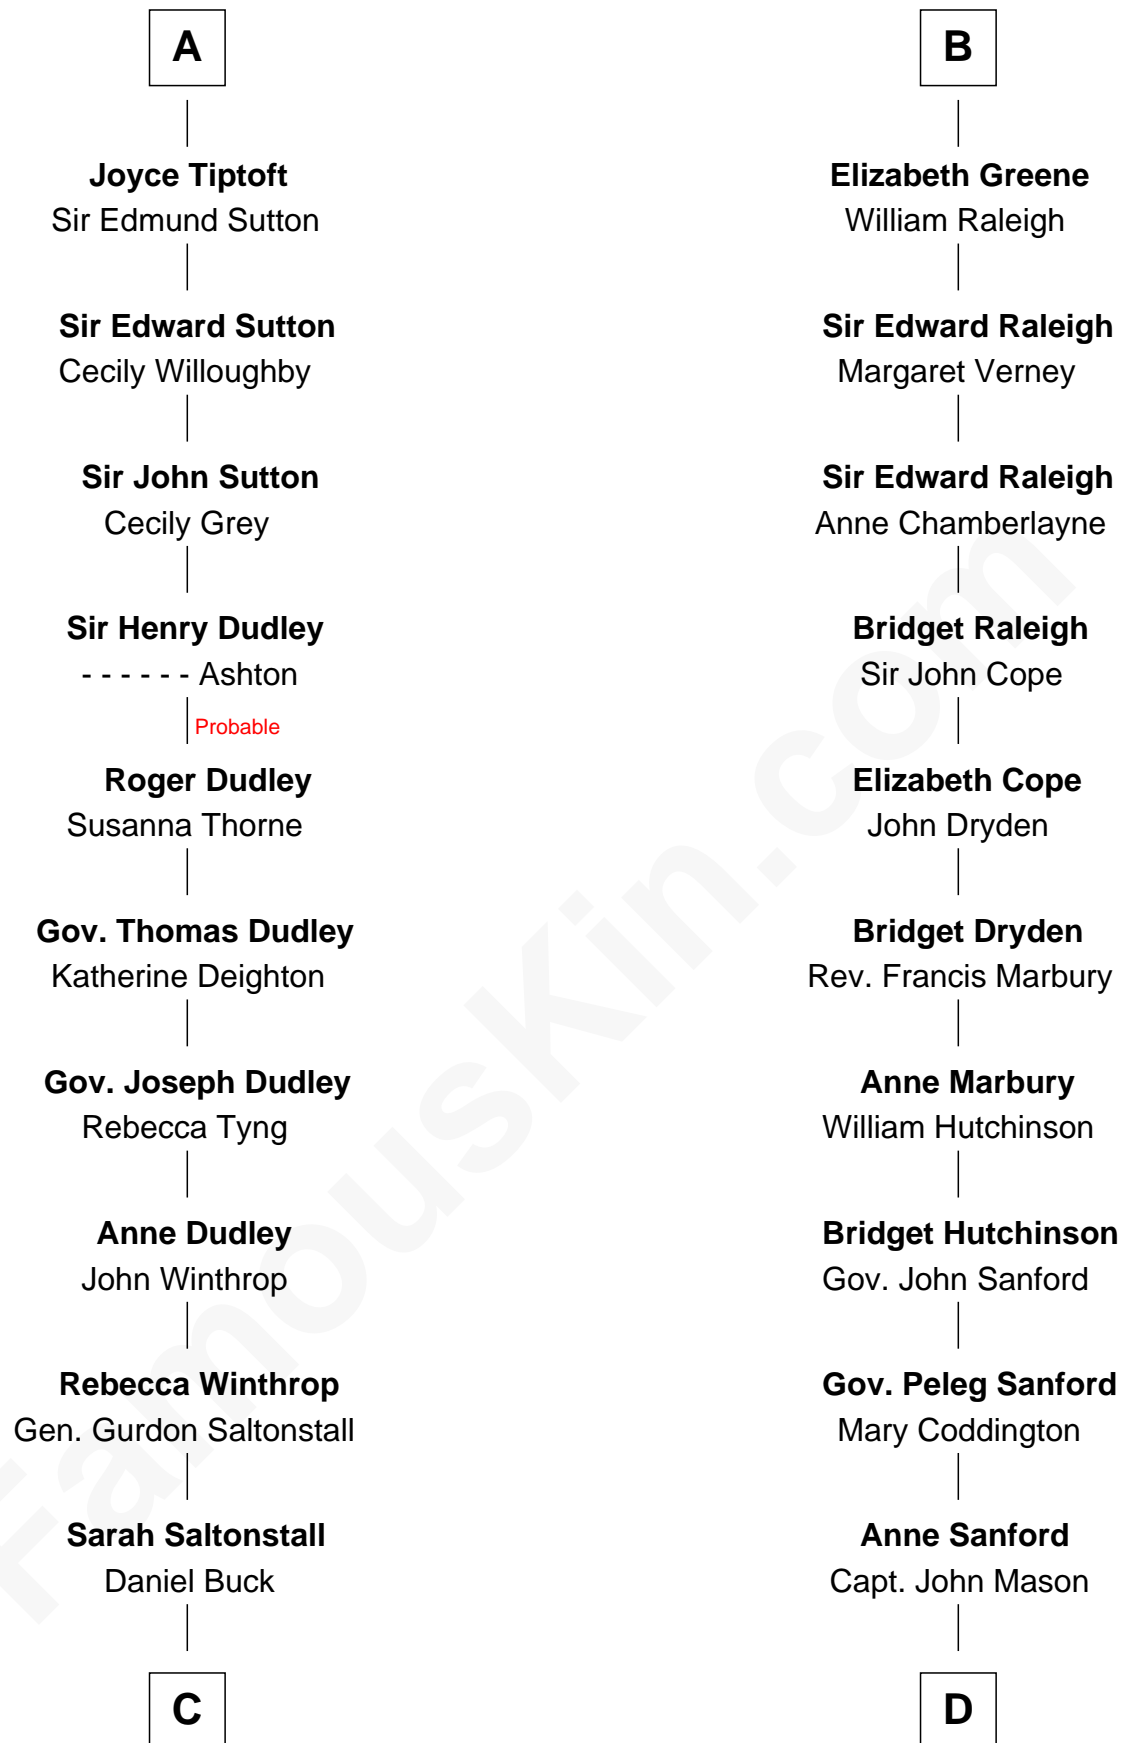 A
Joyce Tiptoft
Sir Edmund Sutton
Sir Edward Sutton
Cecily Willoughby
Sir John Sutton
Cecily Grey
Sir Henry Dudley
- - - - - - Ashton
Probable
Roger Dudley
Susanna Thorne
Gov. Thomas Dudley
Katherine Deighton
Gov. Joseph Dudley
Rebecca Tyng
Anne Dudley
John Winthrop
Rebecca Winthrop
Gen. Gurdon Saltonstall
Sarah Saltonstall
Daniel Buck
C
B
Elizabeth Greene
William Raleigh
Sir Edward Raleigh
Margaret Verney
Sir Edward Raleigh
Anne Chamberlayne
Bridget Raleigh
Sir John Cope
Elizabeth Cope
John Dryden
Bridget Dryden
Rev. Francis Marbury
Anne Marbury
William Hutchinson
Bridget Hutchinson
Gov. John Sanford
Gov. Peleg Sanford
Mary Coddington
Anne Sanford
Capt. John Mason
D
FamousKin.com